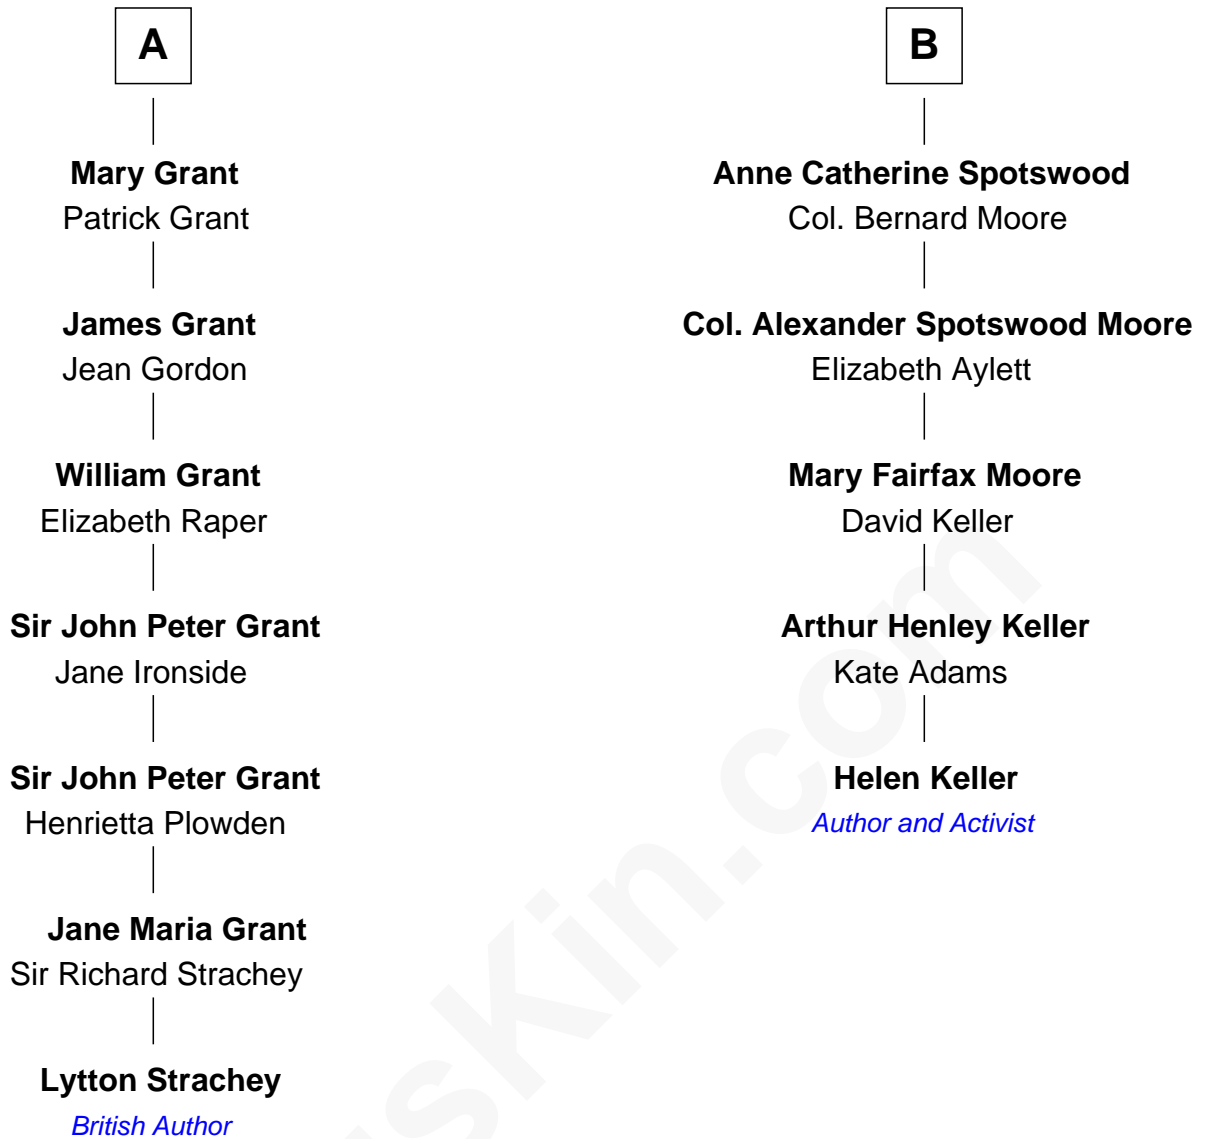 A
Mary Grant
Patrick Grant
James Grant
Jean Gordon
William Grant
Elizabeth Raper
Sir John Peter Grant
Jane Ironside
Sir John Peter Grant
Henrietta Plowden
Jane Maria Grant
Sir Richard Strachey
Lytton Strachey
British Author
B
Anne Catherine Spotswood
Col. Bernard Moore
Col. Alexander Spotswood Moore
Elizabeth Aylett
Mary Fairfax Moore
David Keller
Arthur Henley Keller
Kate Adams
Helen Keller
Author and Activist